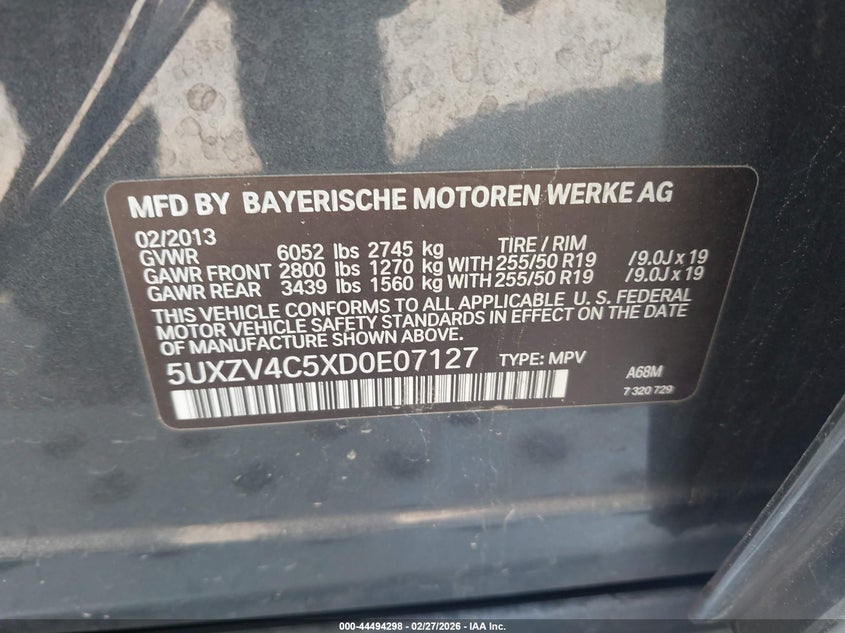 MFD BY BAYERISCHE MOTOREN WERKE AG
02/2013 TIRE / RIM
GVWR 6052 lbs 2745 kg
GAWR FRONT 2800 lbs 1270 kg WITH 255/50 R19 /9.0J x 19
GAWR REAR 3439 lbs 1560 kg WITH 255/50 R19 /9.0J x 19
THIS VEHICLE CONFORMS TO ALL APPLICABLE U. S. FEDERAL
MOTOR VEHICLE SAFETY STANDARDS IN EFFECT ON THE DATE
OF MANUFACTURE SHOWN ABOVE.
5UXZV4C5XD0E07127 TYPE: MPV A68M
7 320 729
000-44494298 - 02/27/2026 - IAA Inc.